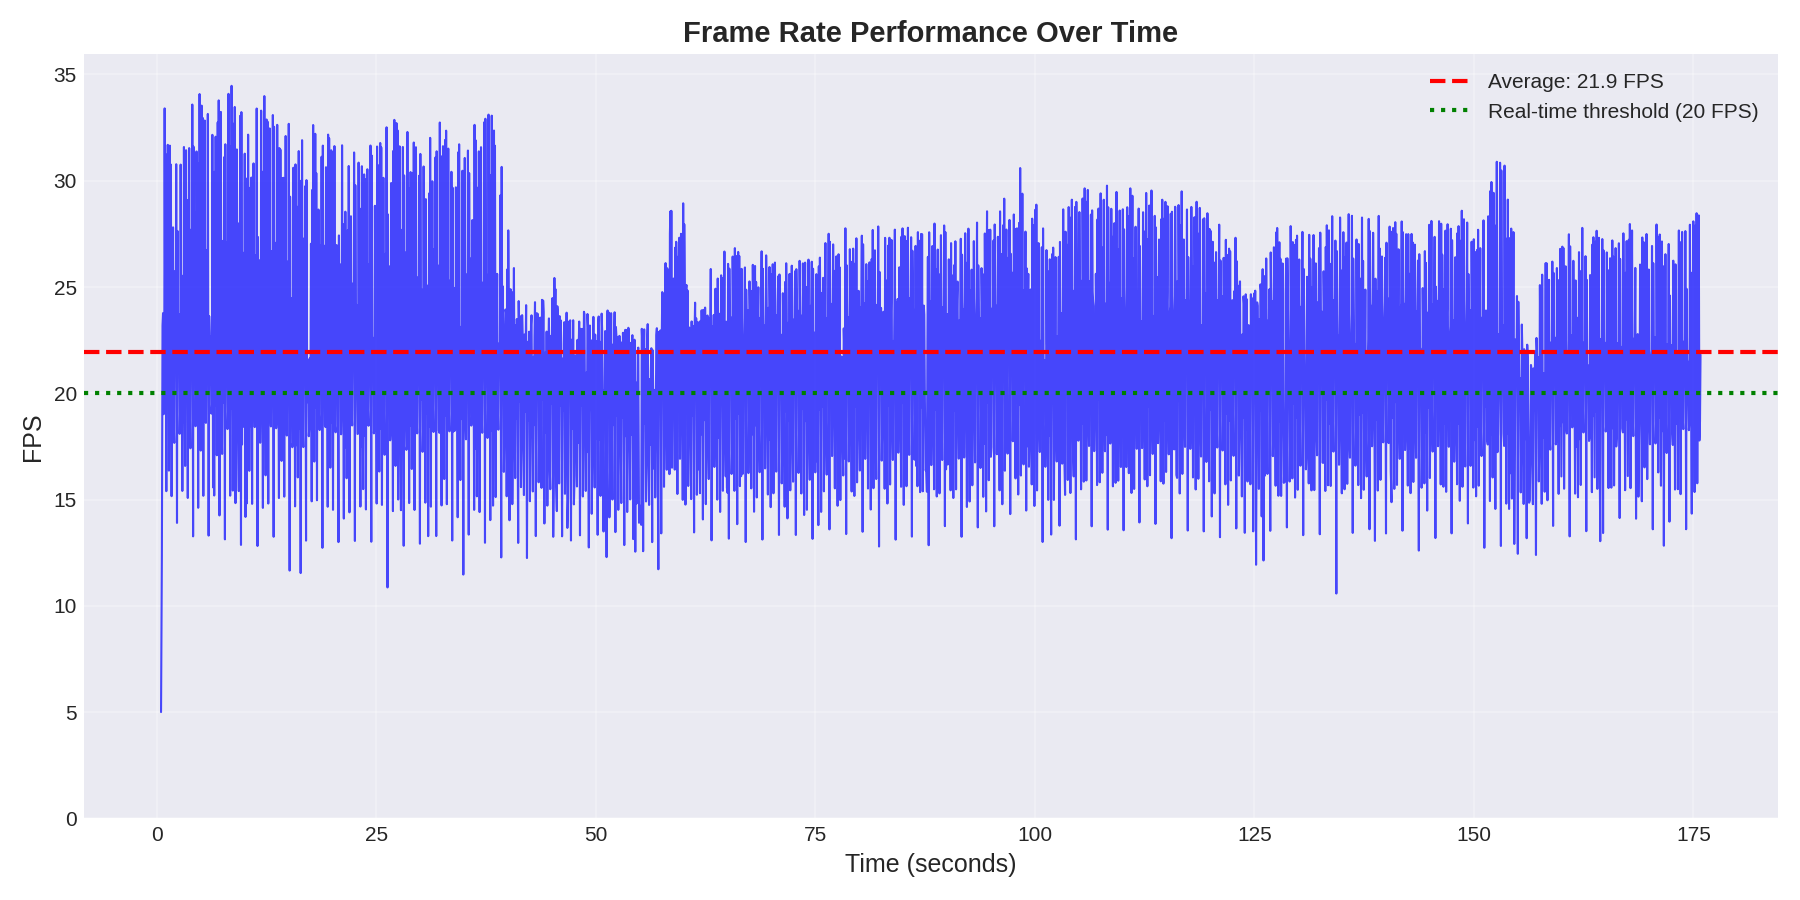 Frame Rate Performance Over Time
Average: 21.9 FPS
Real-time threshold (20 FPS)
35
30
25
20
15
10
5
0
FPS
0 25 50 75 100 125 150 175
Time (seconds)